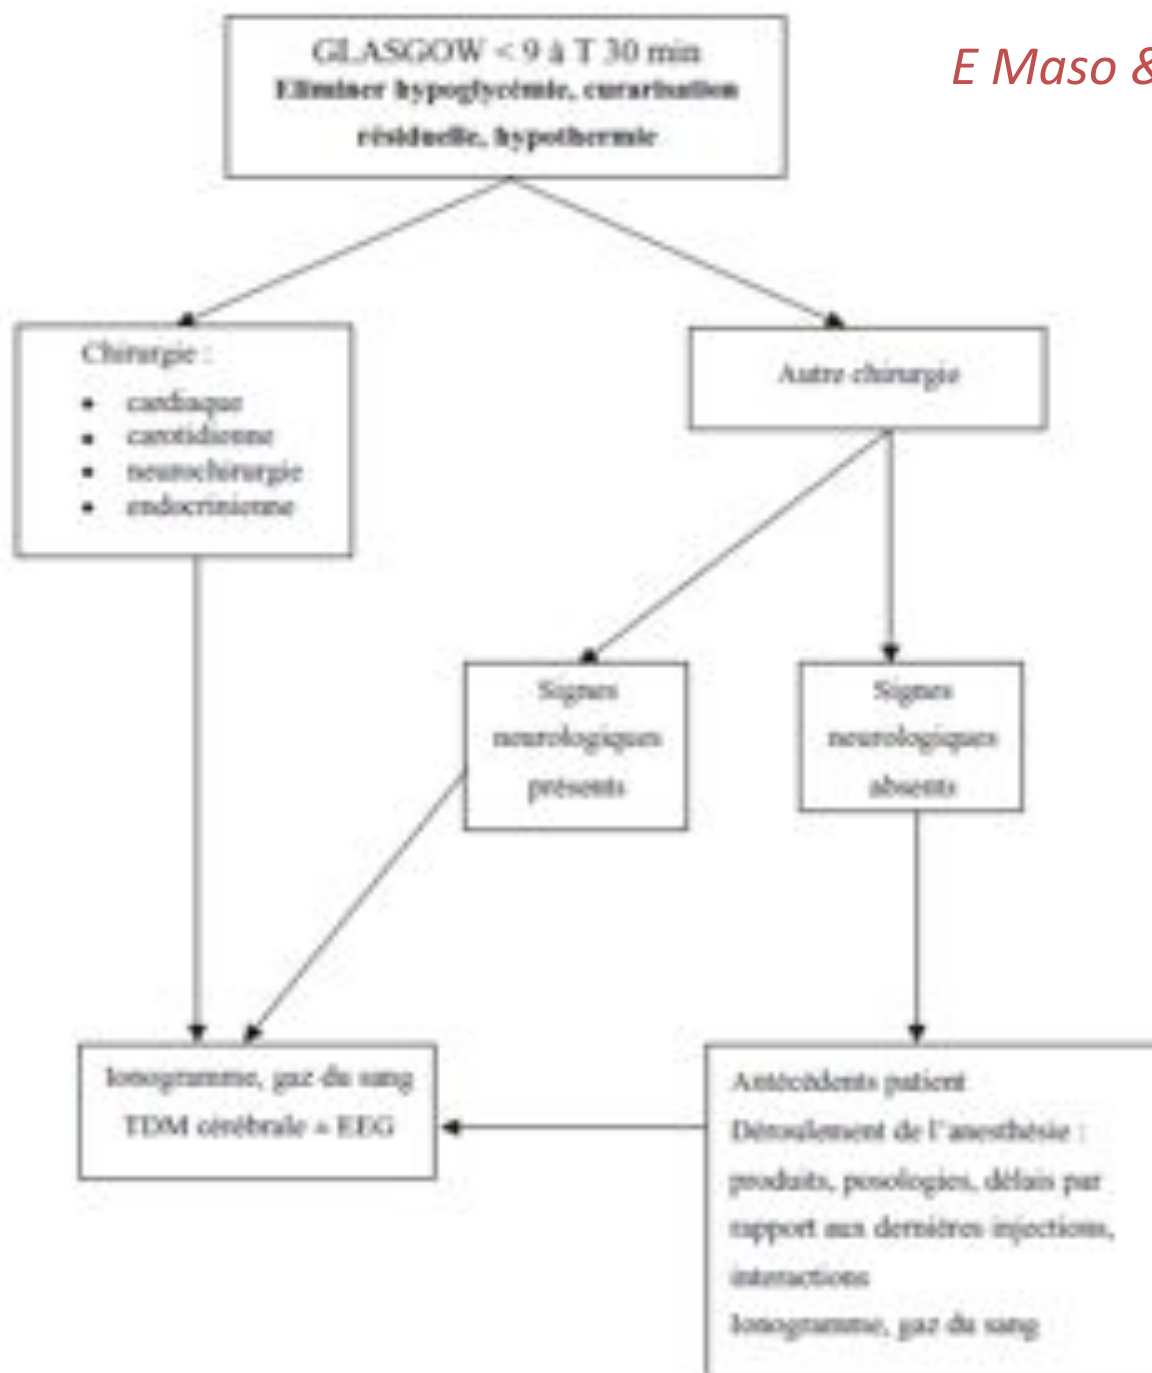 GLASGOW < 9 à T 30 min
Eliminer hypoglycémie, curarisation
résiduelle, hypothermie
E Maso &
Chirurgie :
• cardiaque
• carotidienne
• neurochirurgie
• endocrinienne
Autre chirurgie
Signes
neurologiques
présents
Signes
neurologiques
absents
Ionogramme, gaz du sang
TDM cérébrale + EEG
Antécédents patient
Déroulement de l'anesthésie :
produits, posologies, délais par
rapport aux dernières injections,
interactions
Ionogramme, gaz du sang